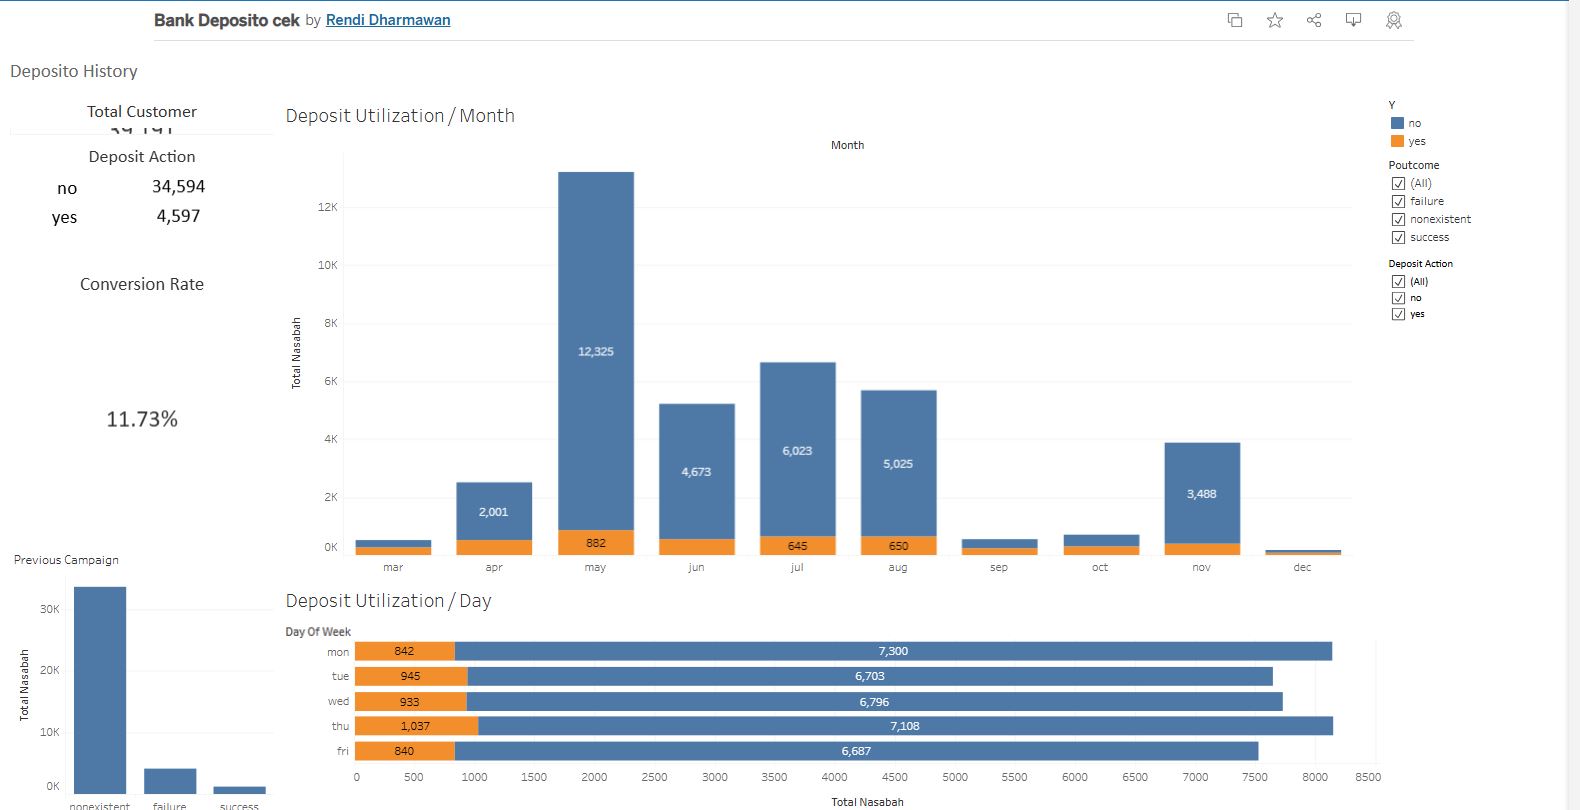 Bank Deposito cek by Rendi Dharmawan
Deposito History
Total Customer
Deposit Action
no 34,594
yes 4,597
Conversion Rate
11.73%
Previous Campaign
Total Nasabah
30K
20K
10K
0K
nonexistent failure success
Deposit Utilization / Month
Month
Total Nasabah
12K
10K
8K
6K
4K
2K
0K
2,001
12,325
882
4,673
6,023
645
5,025
650
3,488
mar apr may jun jul aug sep oct nov dec
Deposit Utilization / Day
Day Of Week
mon 842 7,300
tue 945 6,703
wed 933 6,796
thu 1,037 7,108
fri 840 6,687
0 500 1000 1500 2000 2500 3000 3500 4000 4500 5000 5500 6000 6500 7000 7500 8000 8500
Total Nasabah
Y
no
yes
Poutcome
(All)
failure
nonexistent
success
Deposit Action
(All)
no
yes